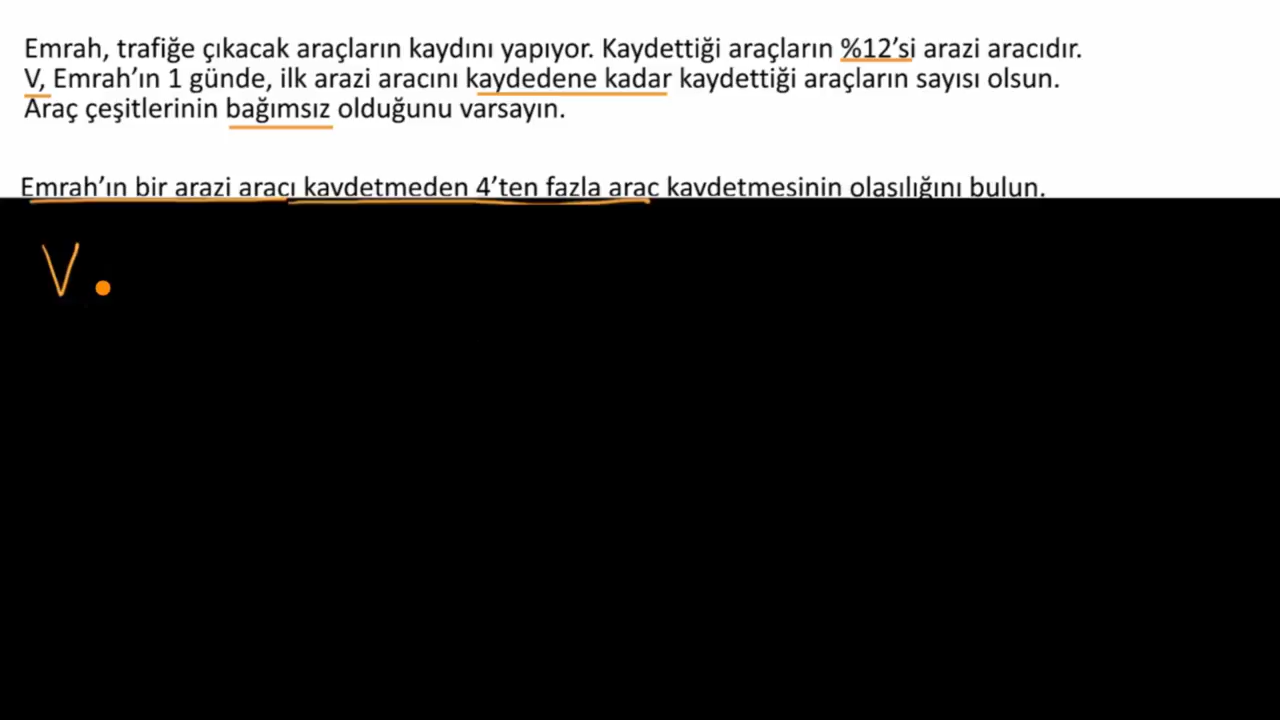 Emrah, trafiğe çıkacak araçların kaydını yapıyor. Kaydettiği araçların %12'si arazi aracıdır.
V, Emrah'ın 1 günde, ilk arazi aracını kaydedene kadar kaydettiği araçların sayısı olsun.
Araç çeşitlerinin bağımsız olduğunu varsayın.
Emrah'ın bir arazi aracı kaydetmeden 4'ten fazla araç kaydetmesinin olasılığını bulun.
V